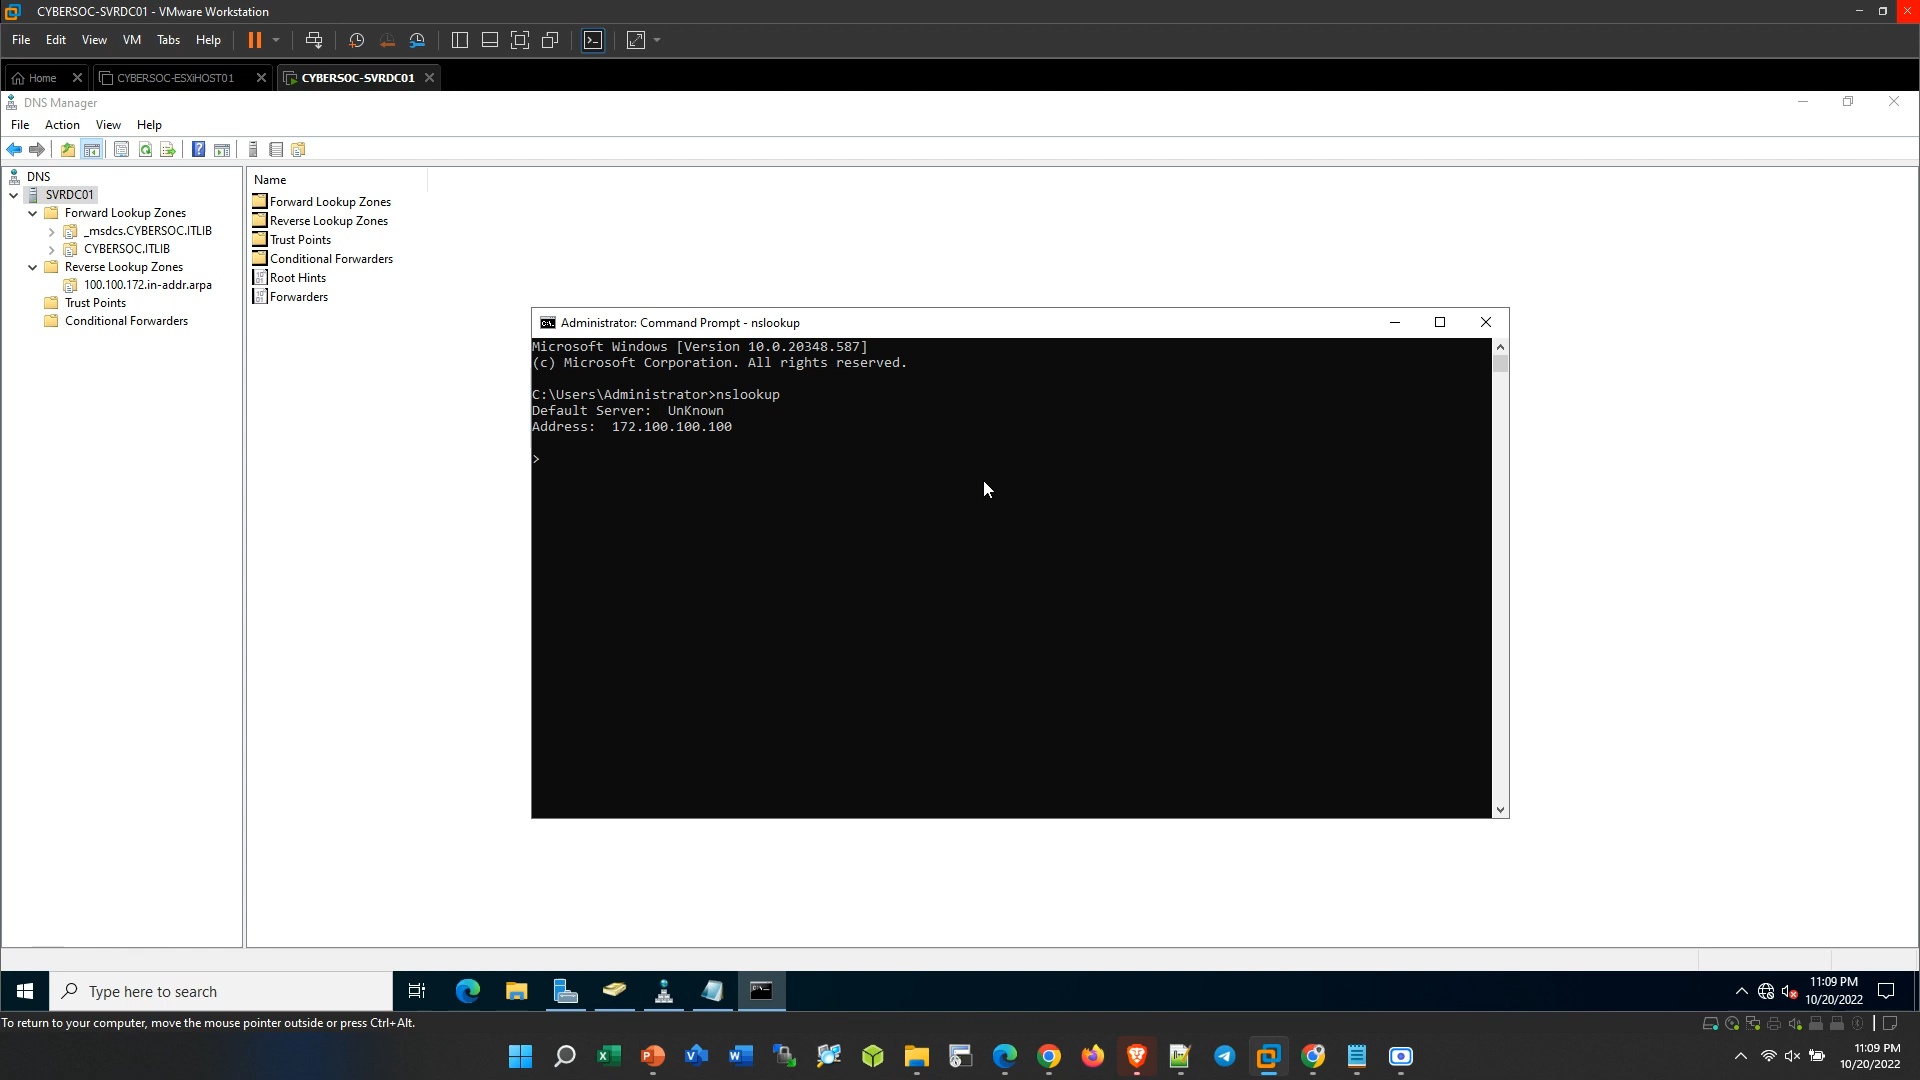 CYBERSOC-SVRDC01 - VMware Workstation
File Edit View VM Tabs Help
Home CYBERSOC-ESXiHOST01 CYBERSOC-SVRDC01
DNS Manager
File Action View Help
DNS
SVRDC01
Forward Lookup Zones
_msdcs.CYBERSOC.ITLIB
CYBERSOC.ITLIB
Reverse Lookup Zones
100.100.172.in-addr.arpa
Trust Points
Conditional Forwarders
Name
Forward Lookup Zones
Reverse Lookup Zones
Trust Points
Conditional Forwarders
Root Hints
Forwarders
Administrator: Command Prompt - nslookup
Microsoft Windows [Version 10.0.20348.587]
(c) Microsoft Corporation. All rights reserved.
C:\Users\Administrator>nslookup
Default Server:  UnKnown
Address:  172.100.100.100
>
Type here to search
11:09 PM
10/20/2022
To return to your computer, move the mouse pointer outside or press Ctrl+Alt.
11:09 PM
10/20/2022